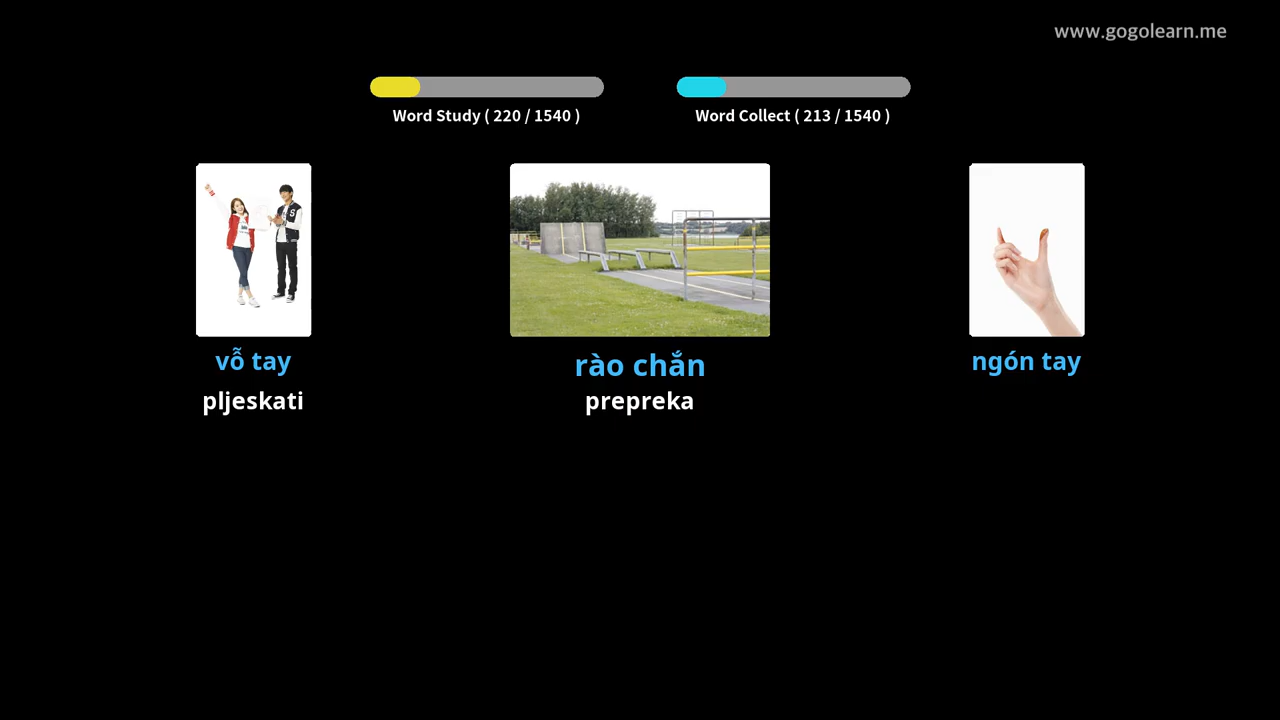 www.gogolearn.me
Word Study ( 220 / 1540 )
Word Collect ( 213 / 1540 )
vỗ tay
pljeskati
rào chắn
prepreka
ngón tay